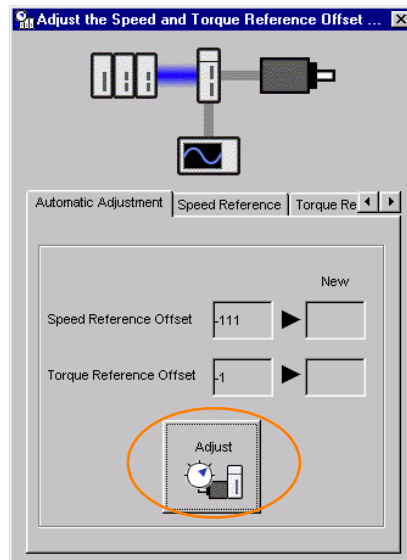 Adjust the Speed and Torque Reference Offset ...
Automatic Adjustment Speed Reference Torque Re
New
Speed Reference Offset -111
Torque Reference Offset -1
Adjust